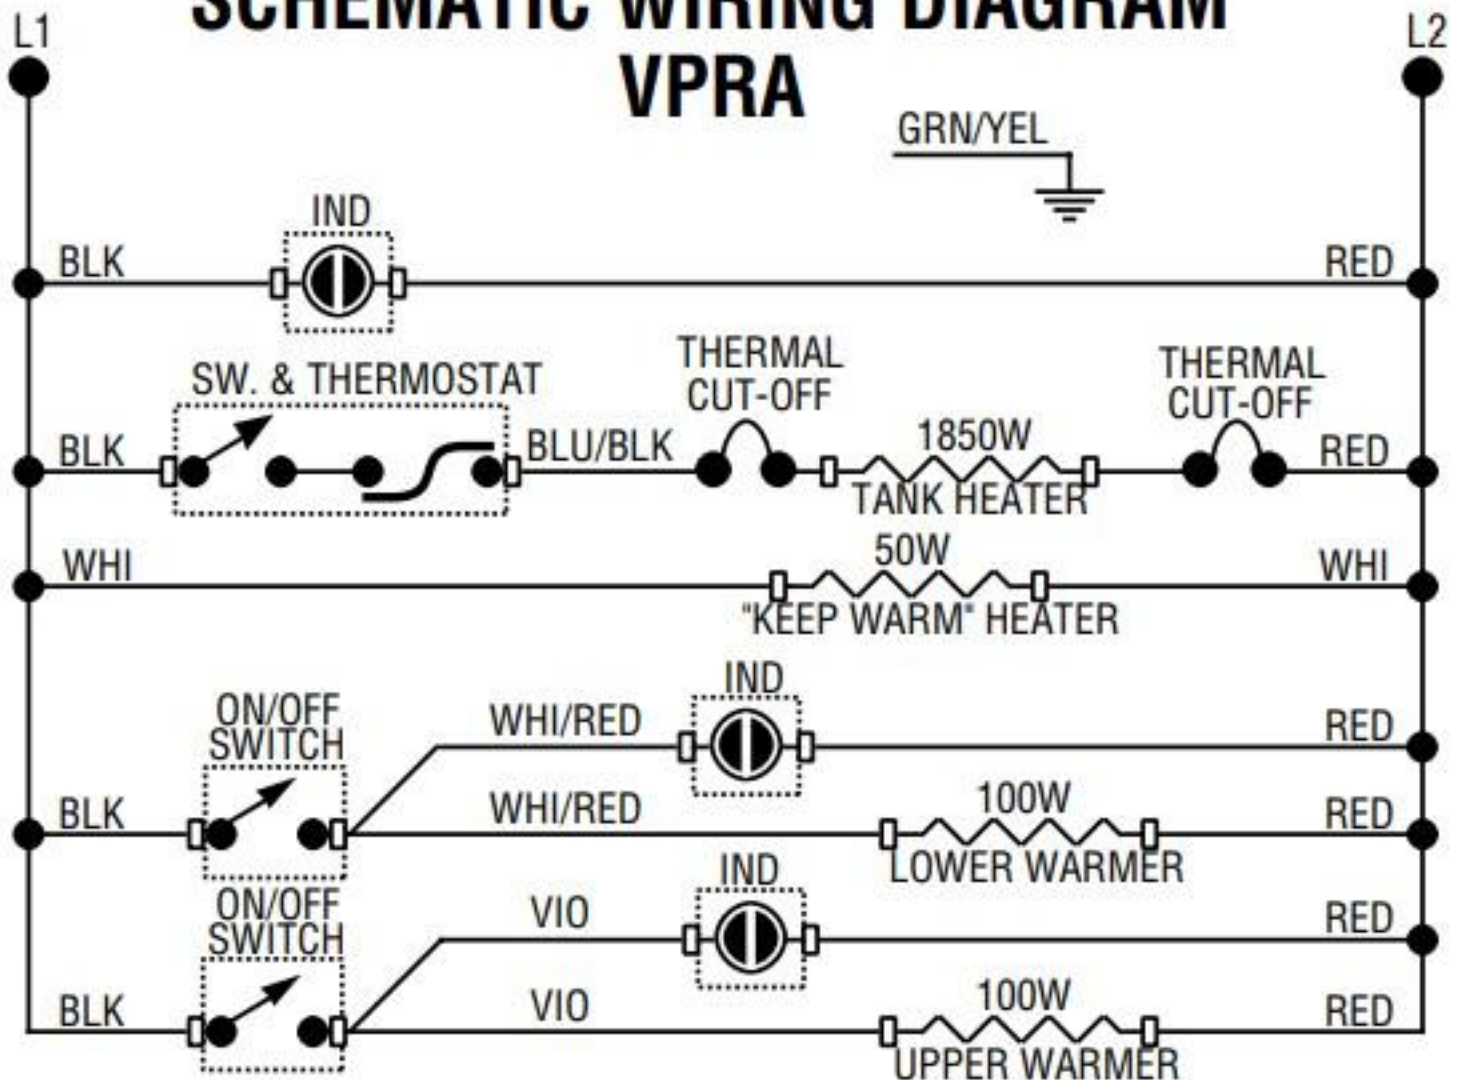 SCHEMATIC WIRING DIAGRAM
VPRA
L1
L2
GRN/YEL
IND
BLK
RED
SW. & THERMOSTAT
THERMAL
CUT-OFF
THERMAL
CUT-OFF
BLK
BLU/BLK
1850W
RED
TANK HEATER
WHI
50W
WHI
"KEEP WARM" HEATER
IND
ON/OFF
SWITCH
WHI/RED
RED
BLK
WHI/RED
100W
RED
LOWER WARMER
IND
ON/OFF
SWITCH
VIO
RED
BLK
VIO
100W
RED
UPPER WARMER